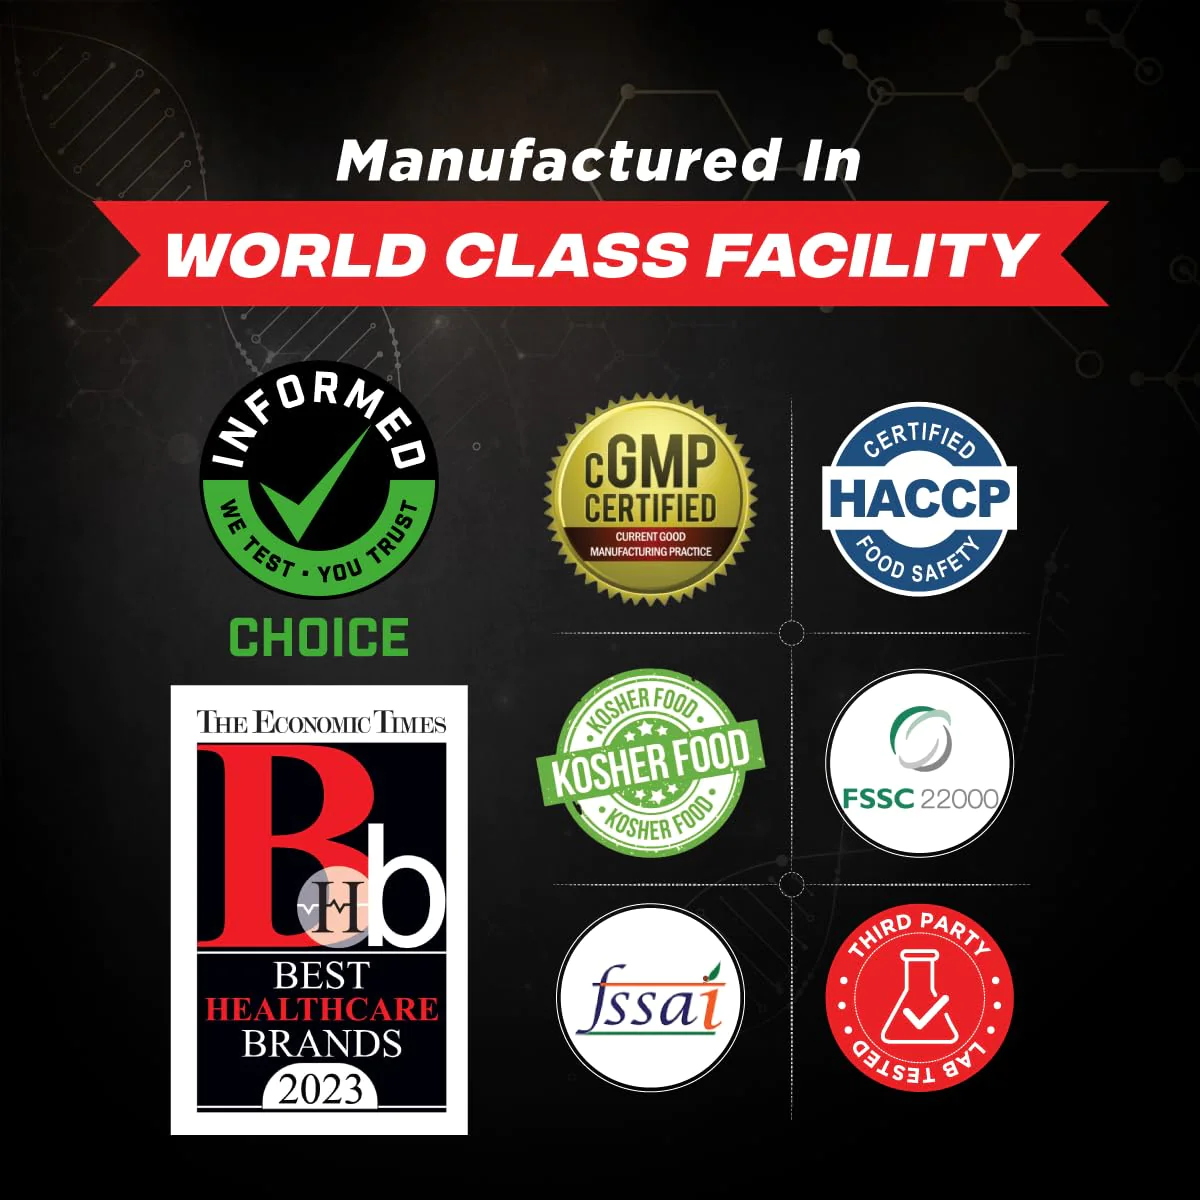 Manufactured In
WORLD CLASS FACILITY
INFORMED
WE TEST • YOU TRUST
CHOICE
cGMP
CERTIFIED
CURRENT GOOD
MANUFACTURING PRACTICE
CERTIFIED
HACCP
FOOD SAFETY
THE ECONOMIC TIMES
BHb
BEST
HEALTHCARE
BRANDS
2023
• KOSHER FOOD •
KOSHER FOOD
• KOSHER FOOD •
FSSC 22000
fssai
THIRD PARTY
LAB TESTED